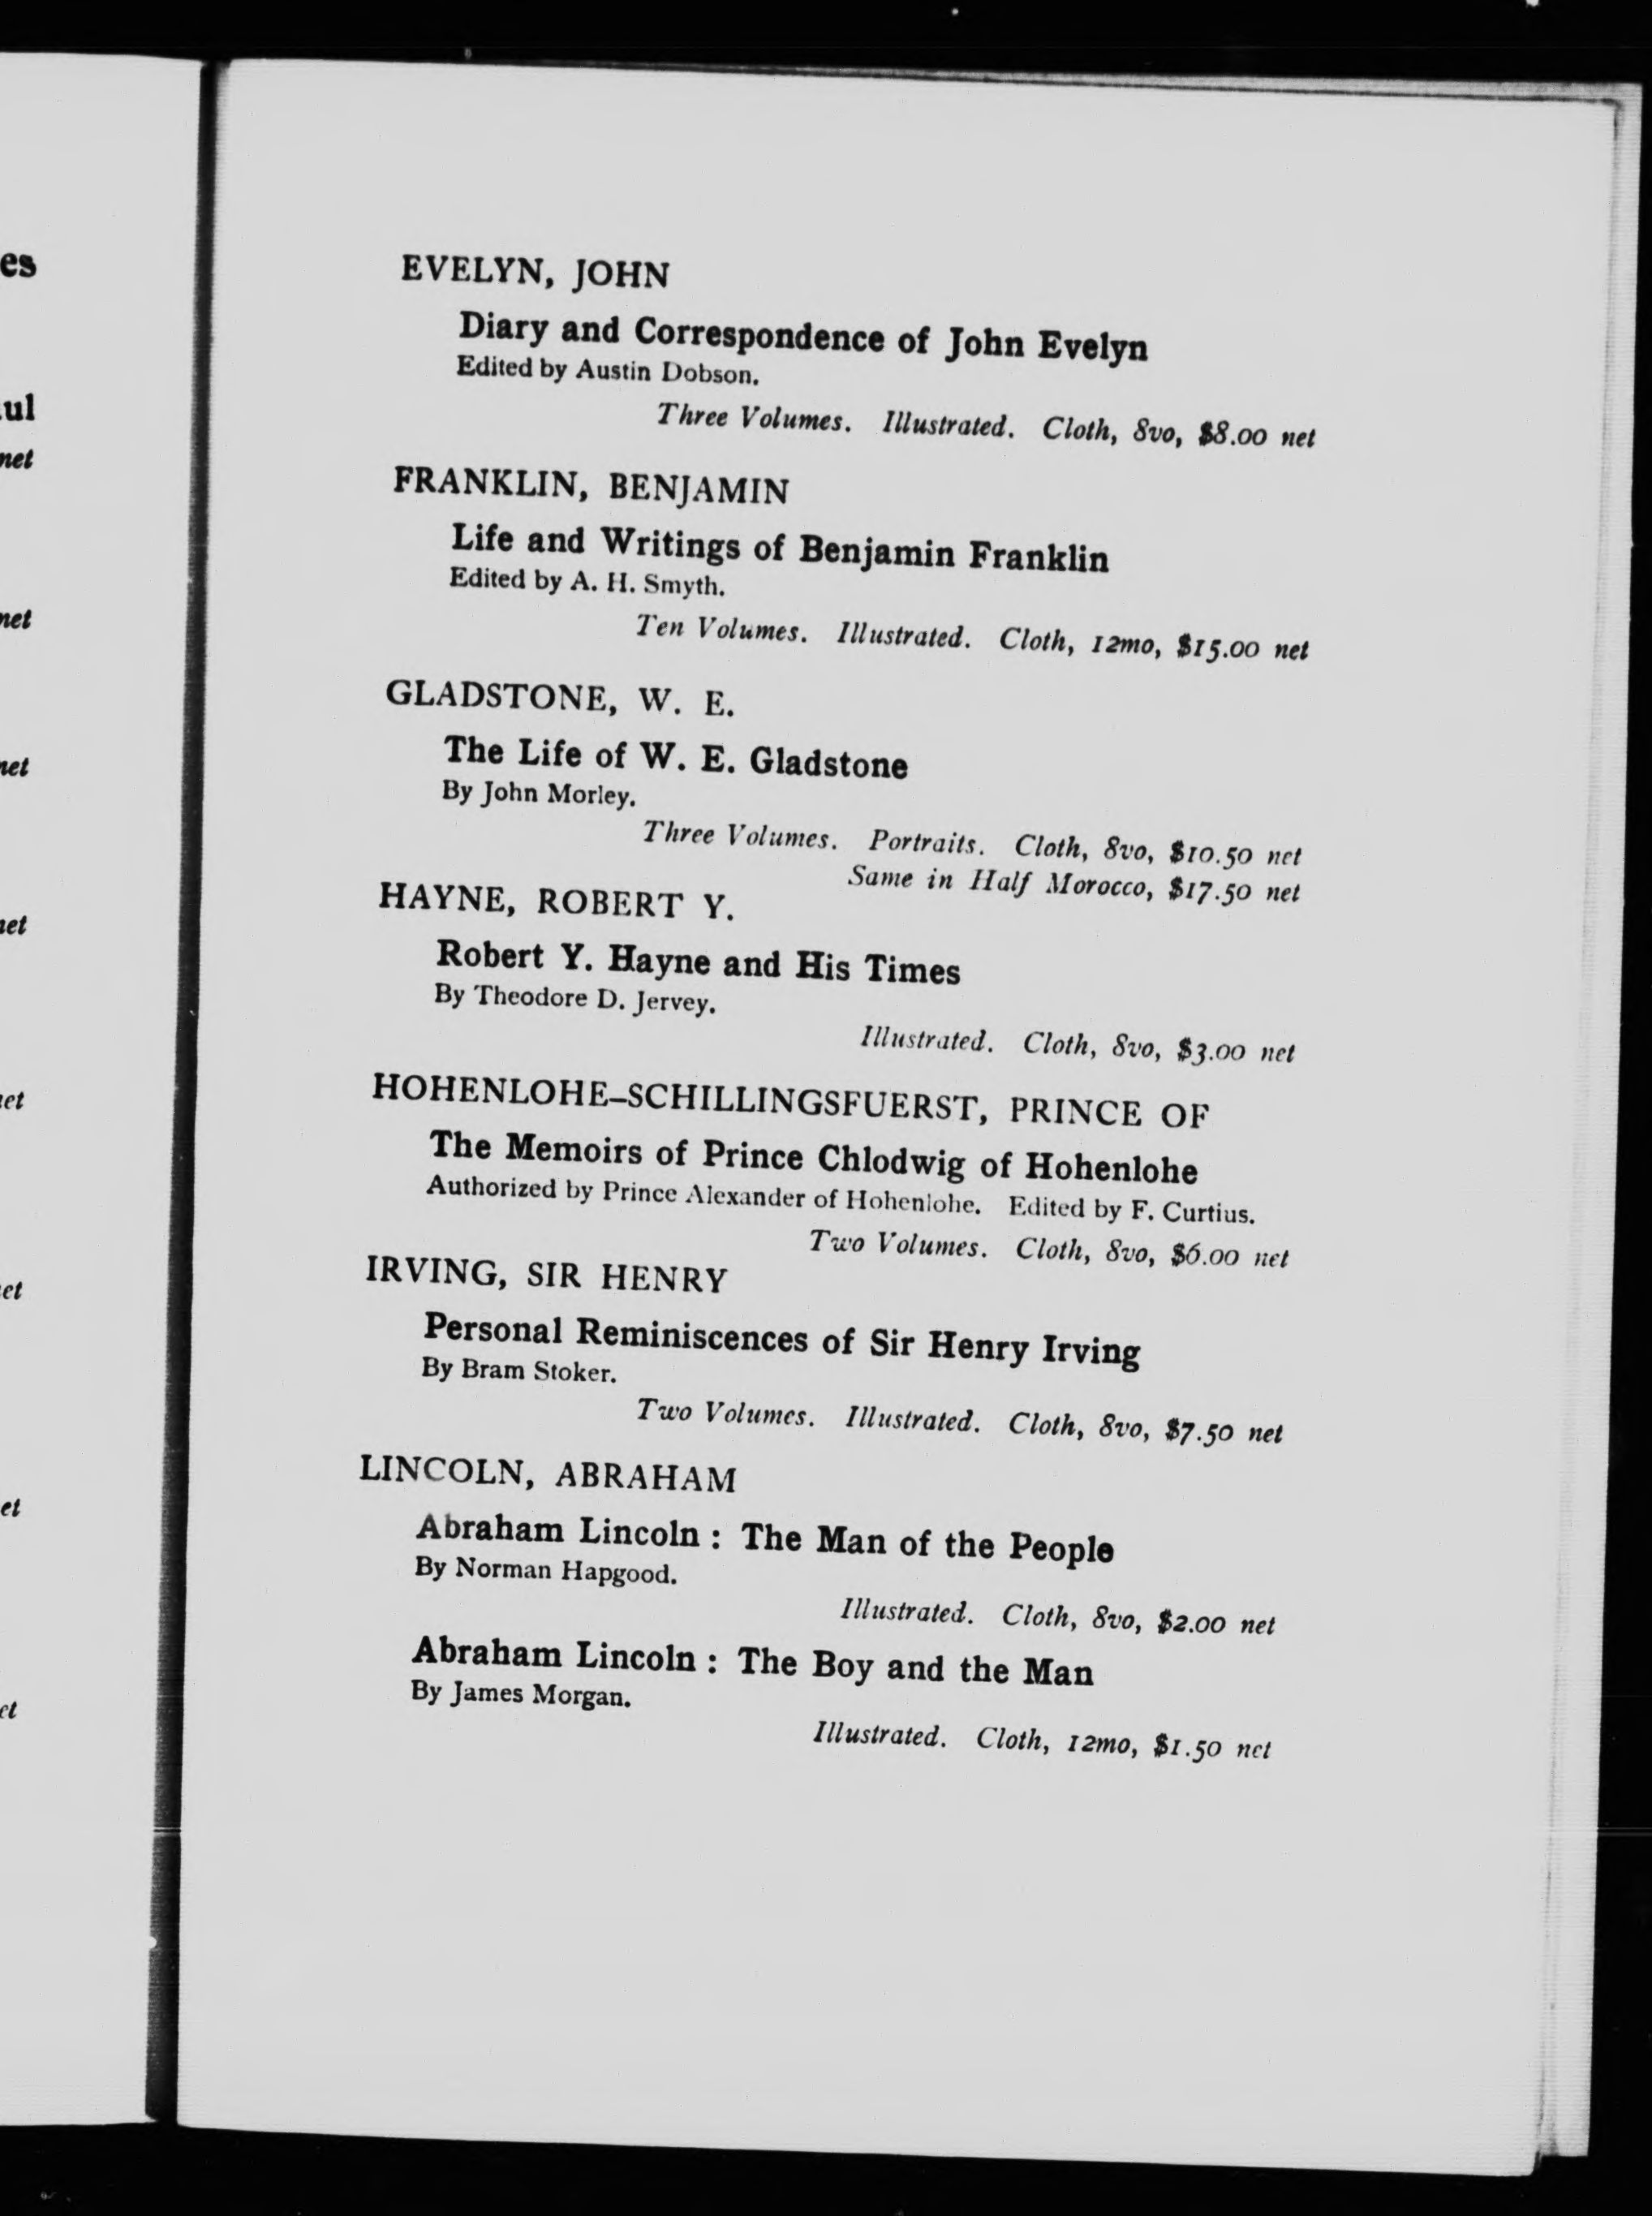 es
ul
net
net
net
net
et
et
et
et
EVELYN, JOHN
Diary and Correspondence of John Evelyn
Edited by Austin Dobson.
Three Volumes. Illustrated. Cloth, 8vo, $8.00 net
FRANKLIN, BENJAMIN
Life and Writings of Benjamin Franklin
Edited by A. H. Smyth.
Ten Volumes. Illustrated. Cloth, 12mo, $15.00 net
GLADSTONE, W. E.
The Life of W. E. Gladstone
By John Morley.
Three Volumes. Portraits. Cloth, 8vo, $10.50 net
Same in Half Morocco, $17.50 net
HAYNE, ROBERT Y.
Robert Y. Hayne and His Times
By Theodore D. Jervey.
Illustrated. Cloth, 8vo, $3.00 net
HOHENLOHE–SCHILLINGSFUERST, PRINCE OF
The Memoirs of Prince Chlodwig of Hohenlohe
Authorized by Prince Alexander of Hohenlohe. Edited by F. Curtius.
Two Volumes. Cloth, 8vo, $6.00 net
IRVING, SIR HENRY
Personal Reminiscences of Sir Henry Irving
By Bram Stoker.
Two Volumes. Illustrated. Cloth, 8vo, $7.50 net
LINCOLN, ABRAHAM
Abraham Lincoln : The Man of the People
By Norman Hapgood.
Illustrated. Cloth, 8vo, $2.00 net
Abraham Lincoln : The Boy and the Man
By James Morgan.
Illustrated. Cloth, 12mo, $1.50 net